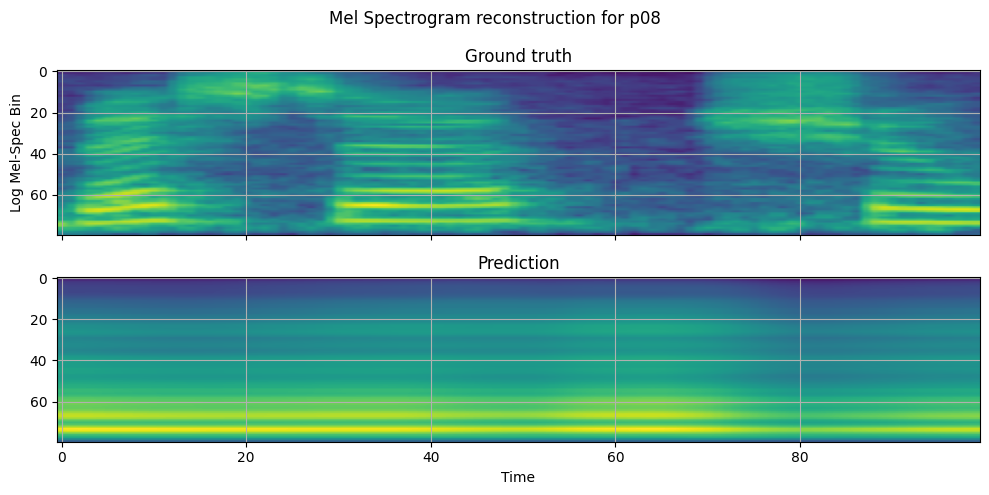 Mel Spectrogram reconstruction for p08
Ground truth
0
20
40
60
Log Mel-Spec Bin
Prediction
0
20
40
60
0 20 40 60 80
Time